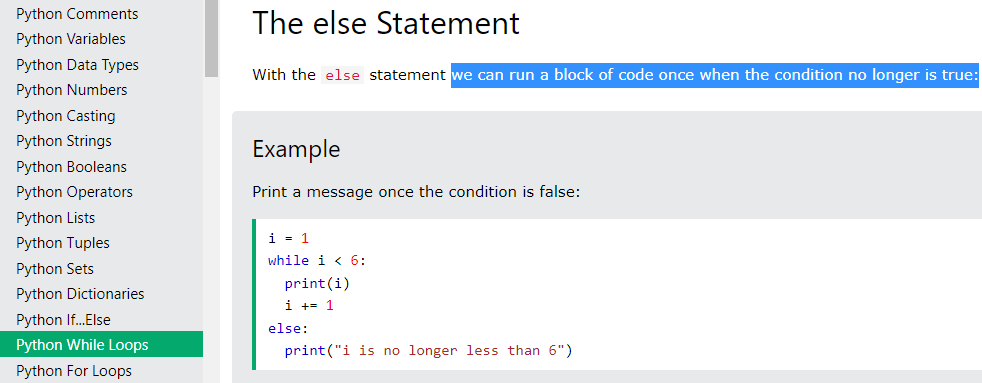 Python Comments
Python Variables
Python Data Types
Python Numbers
Python Casting
Python Strings
Python Booleans
Python Operators
Python Lists
Python Tuples
Python Sets
Python Dictionaries
Python If...Else
Python While Loops
Python For Loops
The else Statement
With the else statement we can run a block of code once when the condition no longer is true:
Example
Print a message once the condition is false:
i = 1
while i < 6:
  print(i)
  i += 1
else:
  print("i is no longer less than 6")